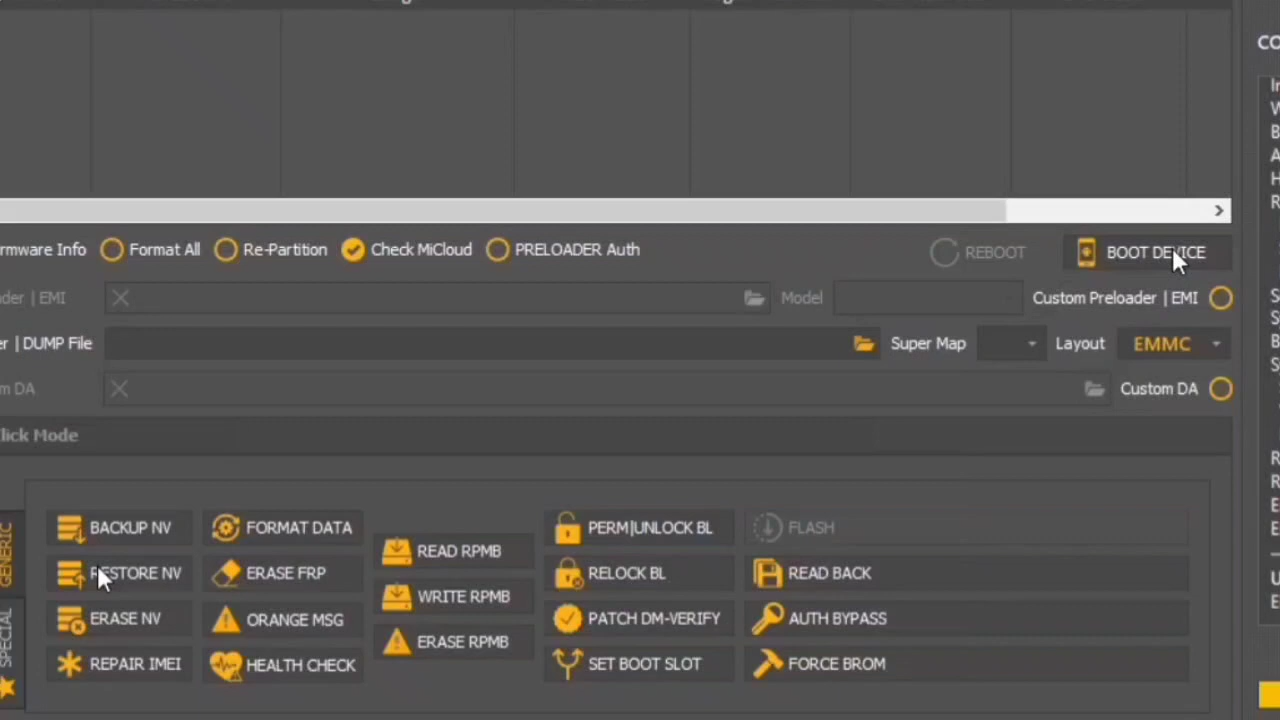 CO
rmware Info Format All Re-Partition Check MiCloud PRELOADER Auth REBOOT BOOT DEVICE
der | EMI Model Custom Preloader | EMI
r | DUMP File Super Map Layout EMMC
m DA Custom DA
lick Mode
GENERIC
SPECIAL
BACKUP NV FORMAT DATA PERM|UNLOCK BL FLASH
READ RPMB
RESTORE NV ERASE FRP RELOCK BL READ BACK
WRITE RPMB
ERASE NV ORANGE MSG PATCH DM-VERIFY AUTH BYPASS
ERASE RPMB
REPAIR IMEI HEALTH CHECK SET BOOT SLOT FORCE BROM